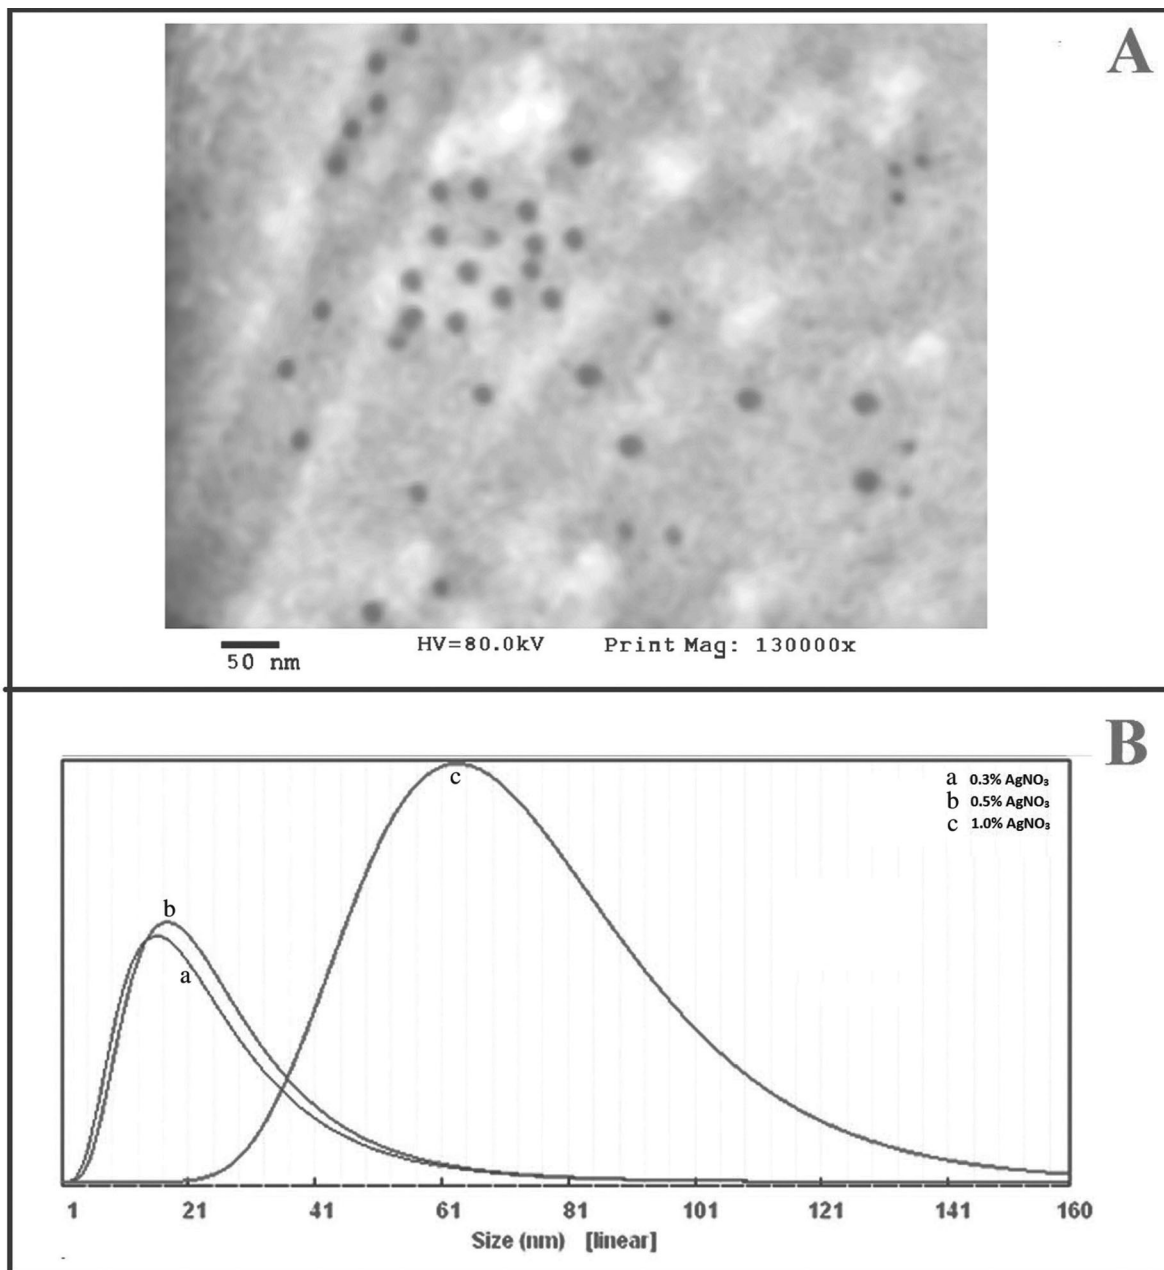 A
HV=80.0kV Print Mag: 130000x
50 nm
B
c
a 0.3% AgNO₃
b 0.5% AgNO₃
c 1.0% AgNO₃
b
a
1 21 41 61 81 101 121 141 160
Size (nm) [linear]